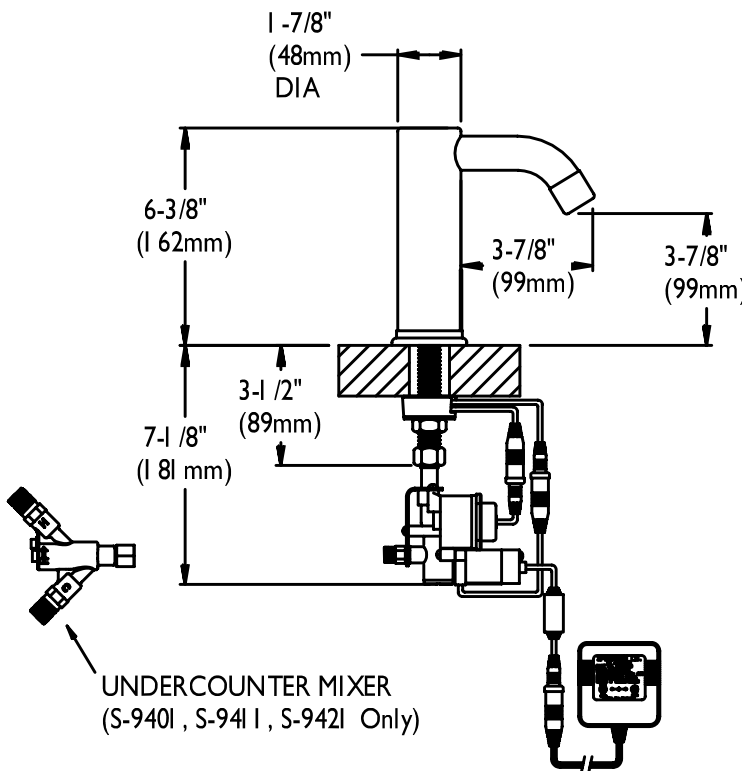 1-7/8"
(48mm)
DIA
6-3/8"
(162mm)
3-7/8"
(99mm)
3-7/8"
(99mm)
3-1/2"
(89mm)
7-1/8"
(181mm)
UNDERCOUNTER MIXER
(S-9401, S-9411, S-9421 Only)